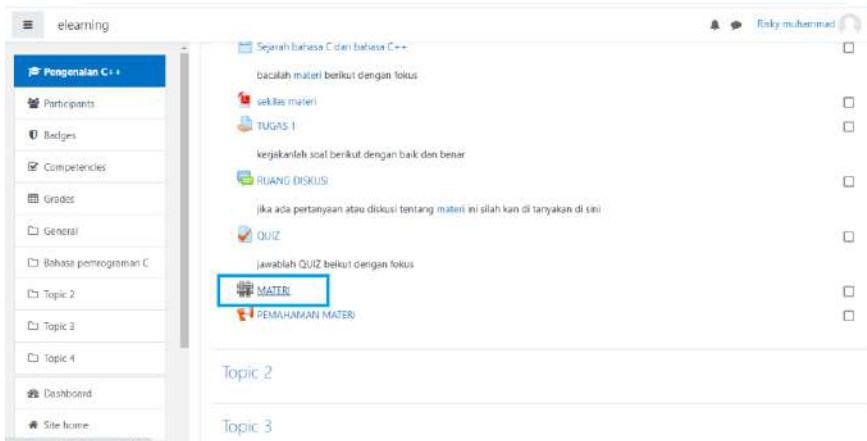 elearning
Risky muhammad
Pengenalan C++
Participants
Badges
Competencies
Grades
General
Bahasa pemrograman C
Topic 2
Topic 3
Topic 4
Dashboard
Site home
Sejarah bahasa C dan bahasa C++
bacalah materi berikut dengan fokus
sekilas materi
TUGAS 1
kerjakanlah soal berikut dengan baik dan benar
RUANG DISKUSI
jika ada pertanyaan atau diskusi tentang materi ini silah kan di tanyakan di sini
QUIZ
jawablah QUIZ beikut dengan fokus
MATERI
PEMAHAMAN MATERI
Topic 2
Topic 3